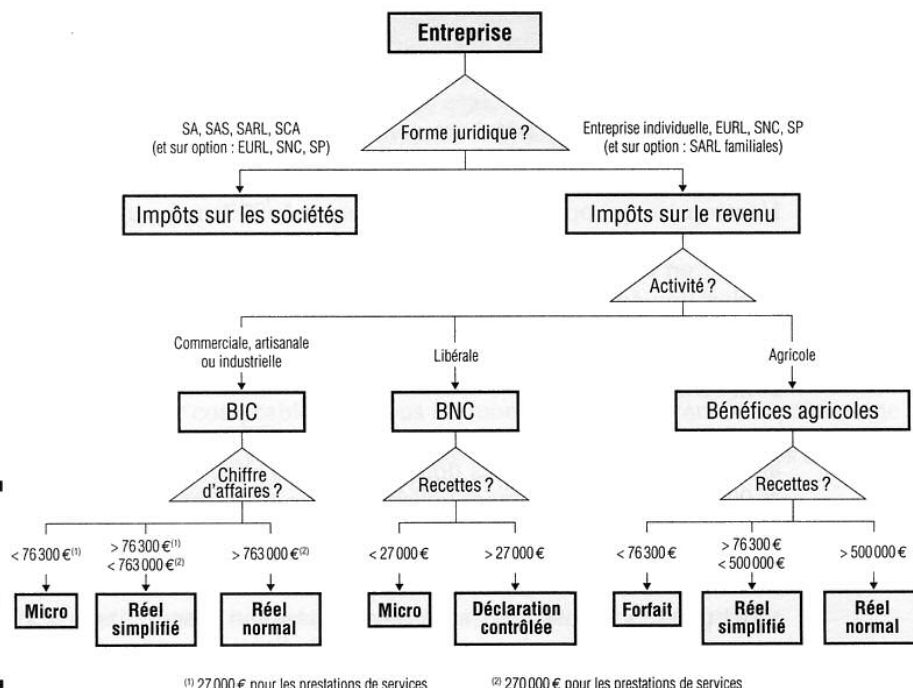 Entreprise
Forme juridique ?
SA, SAS, SARL, SCA
(et sur option : EURL, SNC, SP)
Entreprise individuelle, EURL, SNC, SP
(et sur option : SARL familiales)
Impôts sur les sociétés
Impôts sur le revenu
Activité ?
Commerciale, artisanale
ou industrielle
Libérale
Agricole
BIC
BNC
Bénéfices agricoles
Chiffre
d'affaires ?
Recettes ?
Recettes ?
< 76 300 €(1)
> 76 300 €(1)
< 763 000 €(2)
> 763 000 €(2)
< 27 000 €
> 27 000 €
< 76 300 €
> 76 300 €
< 500 000 €
> 500 000 €
Micro
Réel
simplifié
Réel
normal
Micro
Déclaration
contrôlée
Forfait
Réel
simplifié
Réel
normal
(1) 27 000 € pour les prestations de services
(2) 270 000 € pour les prestations de services